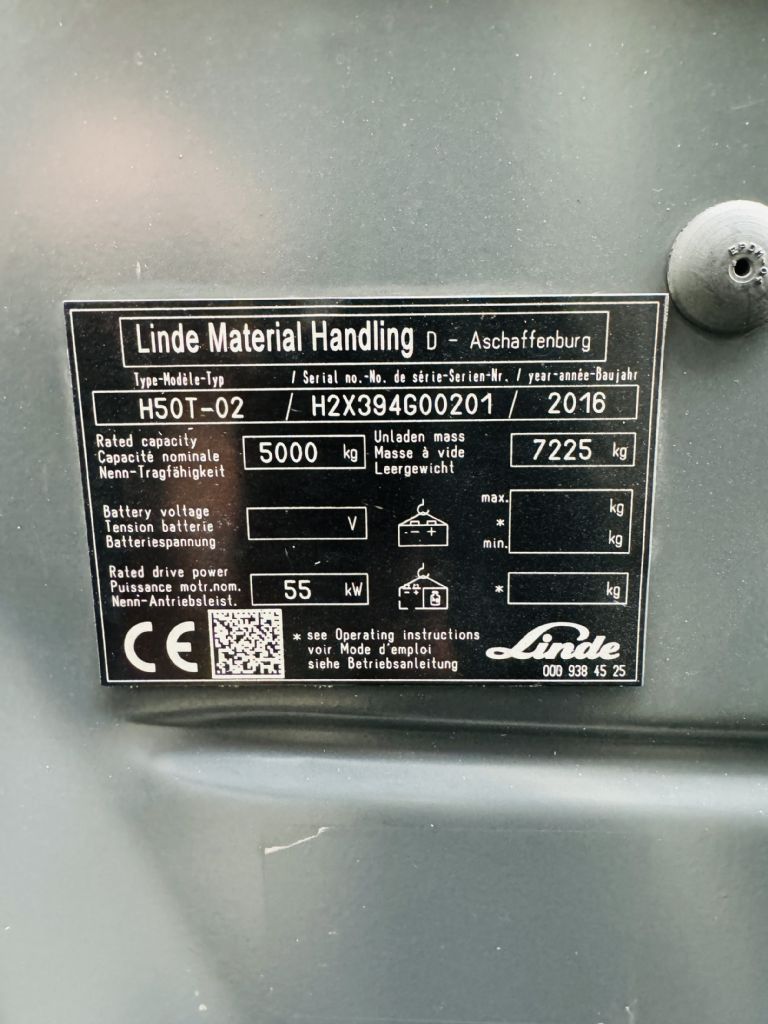 Linde Material Handling D - Aschaffenburg
Type-Modèle-Typ / Serial no.-No. de série-Serien-Nr. / year-année-Baujahr
H50T-02 / H2X394G00201 / 2016
Rated capacity
Capacité nominale
Nenn-Tragfähigkeit
5000 kg
Unladen mass
Masse à vide
Leergewicht
7225 kg
Battery voltage
Tension batterie
Batteriespannung
V
max. kg
*
min. kg
Rated drive power
Puissance motr.nom.
Nenn-Antriebsleist.
55 kW
* kg
CE
* see Operating instructions
voir Mode d'emploi
siehe Betriebsanleitung
Linde
000 938 45 25